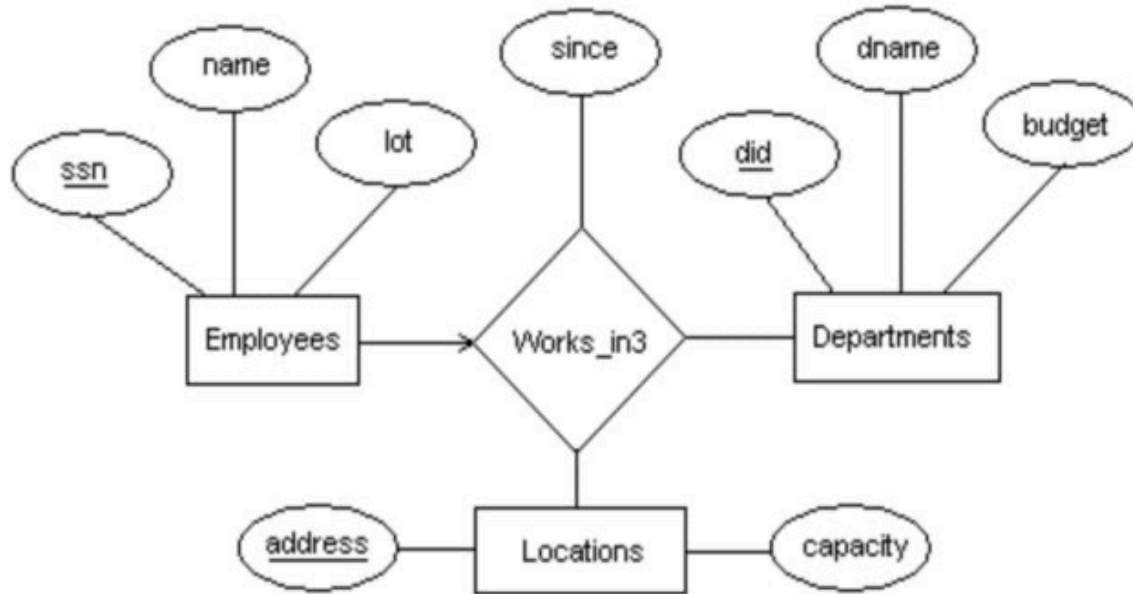 since
dname
name
budget
lot
did
ssn
Employees
Works_in3
Departments
address
Locations
capacity